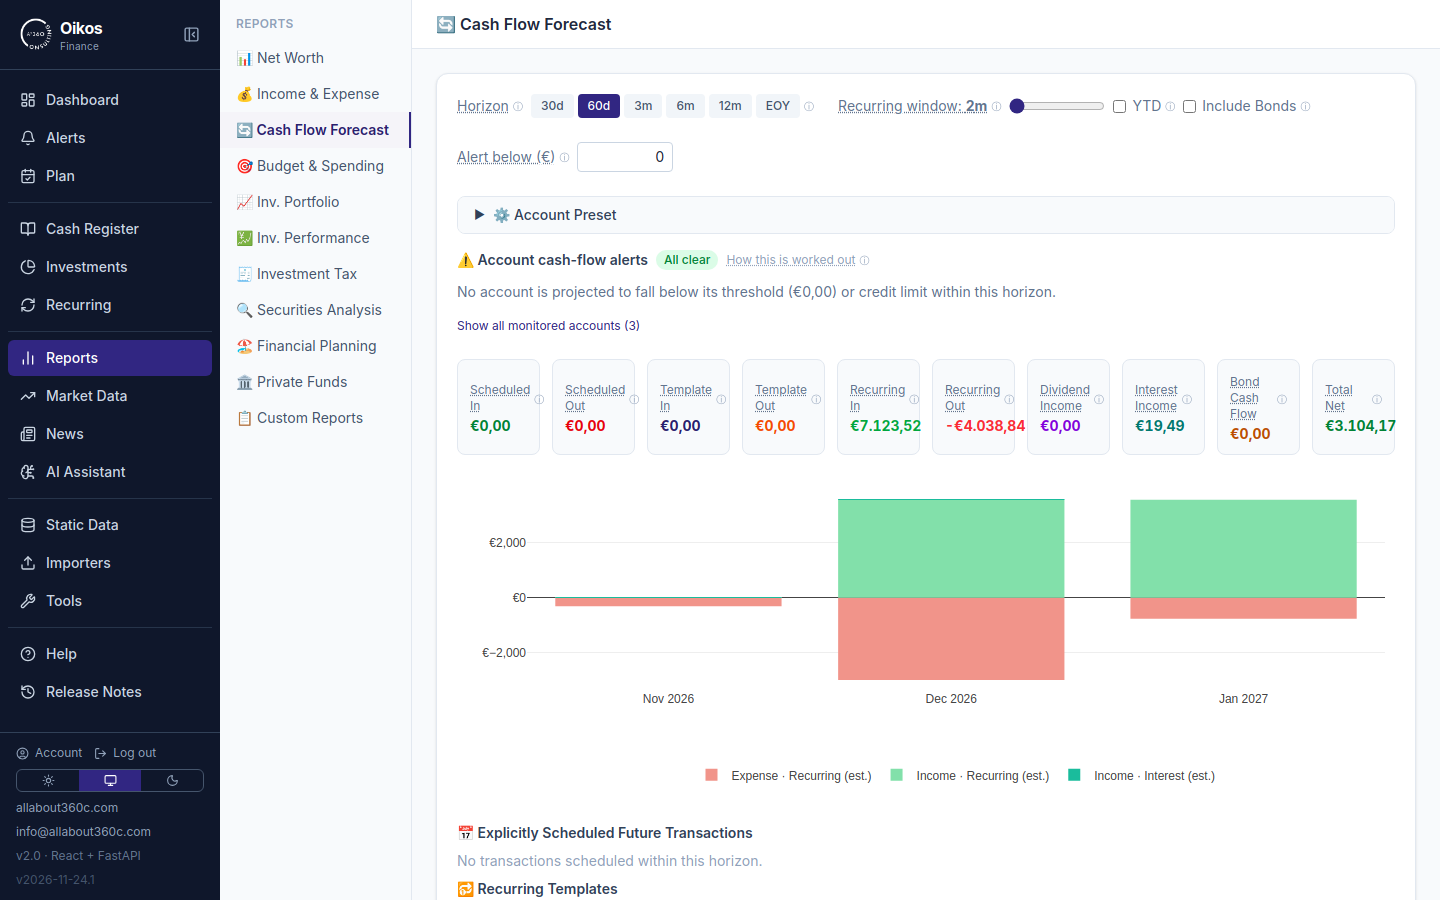 Oikos
Finance
Dashboard
Alerts
Plan
Cash Register
Investments
Recurring
Reports
Market Data
News
AI Assistant
Static Data
Importers
Tools
Help
Release Notes
Account
Log out
allabout360c.com
info@allabout360c.com
v2.0 · React + FastAPI
v2026-11-24.1
REPORTS
Net Worth
Income & Expense
Cash Flow Forecast
Budget & Spending
Inv. Portfolio
Inv. Performance
Investment Tax
Securities Analysis
Financial Planning
Private Funds
Custom Reports
Cash Flow Forecast
Horizon 30d 60d 3m 6m 12m EOY Recurring window: 2m YTD Include Bonds
Alert below (€) 0
Account Preset
Account cash-flow alerts All clear How this is worked out
No account is projected to fall below its threshold (€0,00) or credit limit within this horizon.
Show all monitored accounts (3)
Scheduled In
€0,00
Scheduled Out
€0,00
Template In
€0,00
Template Out
€0,00
Recurring In
€7.123,52
Recurring Out
-€4.038,84
Dividend Income
€0,00
Interest Income
€19,49
Bond Cash Flow
€0,00
Total Net
€3.104,17
€2,000
€0
€−2,000
Nov 2026 Dec 2026 Jan 2027
Expense · Recurring (est.) Income · Recurring (est.) Income · Interest (est.)
Explicitly Scheduled Future Transactions
No transactions scheduled within this horizon.
Recurring Templates